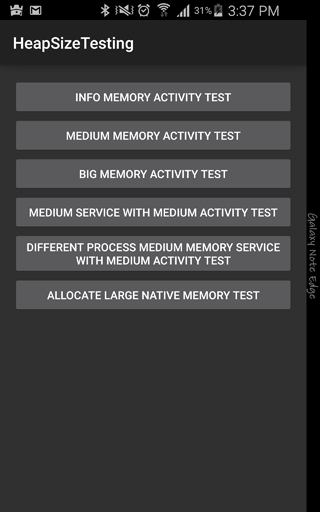 31% 3:37 PM
HeapSizeTesting
INFO MEMORY ACTIVITY TEST
MEDIUM MEMORY ACTIVITY TEST
BIG MEMORY ACTIVITY TEST
MEDIUM SERVICE WITH MEDIUM ACTIVITY TEST
DIFFERENT PROCESS MEDIUM MEMORY SERVICE
WITH MEDIUM ACTIVITY TEST
ALLOCATE LARGE NATIVE MEMORY TEST
Galaxy Note Edge